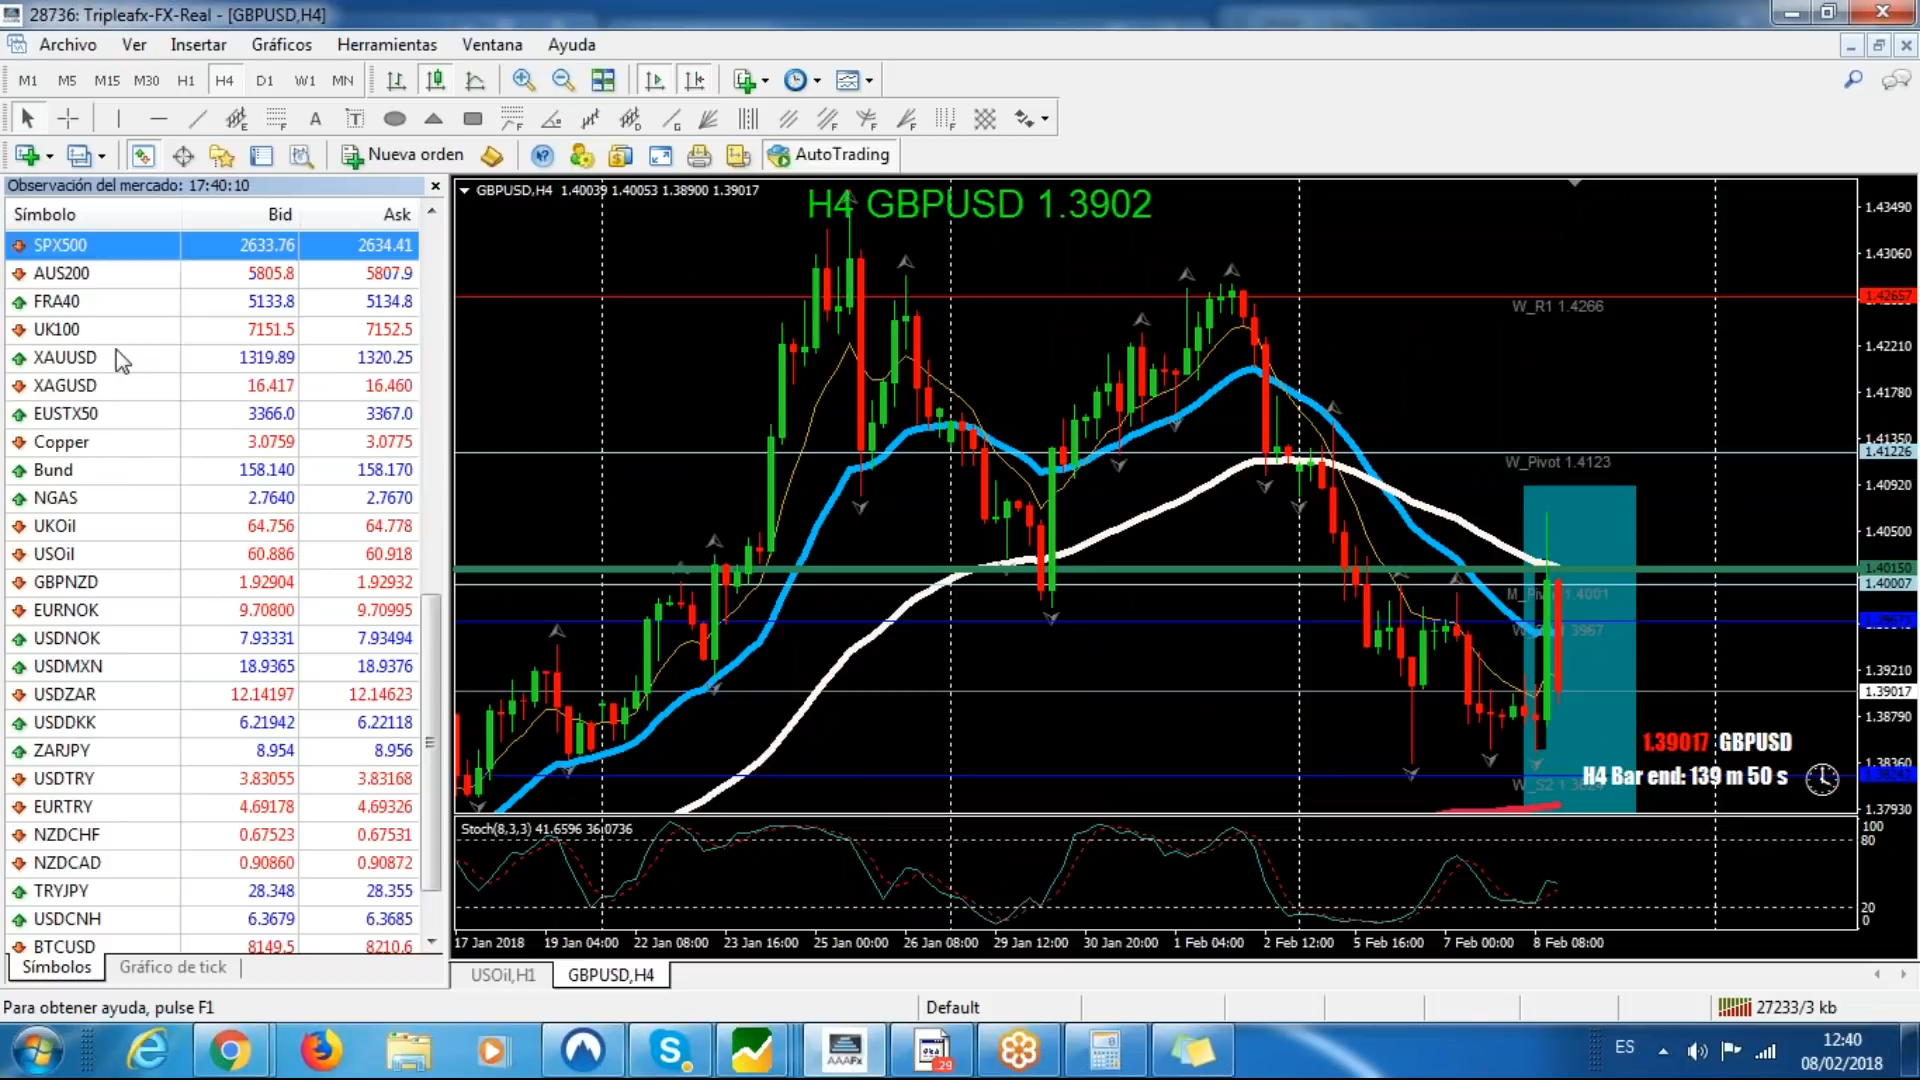 28736: Tripleafx-FX-Real - [GBPUSD,H4]
Archivo Ver Insertar Gráficos Herramientas Ventana Ayuda
M1 M5 M15 M30 H1 H4 D1 W1 MN
Nueva orden AutoTrading
Observación del mercado: 17:40:10
Símbolo Bid Ask
SPX500 2633.76 2634.41
AUS200 5805.8 5807.9
FRA40 5133.8 5134.8
UK100 7151.5 7152.5
XAUUSD 1319.89 1320.25
XAGUSD 16.417 16.460
EUSTX50 3366.0 3367.0
Copper 3.0759 3.0775
Bund 158.140 158.170
NGAS 2.7640 2.7670
UKOil 64.756 64.778
USOil 60.886 60.918
GBPNZD 1.92904 1.92932
EURNOK 9.70800 9.70995
USDNOK 7.93331 7.93494
USDMXN 18.9365 18.9376
USDZAR 12.14197 12.14623
USDDKK 6.21942 6.22118
ZARJPY 8.954 8.956
USDTRY 3.83055 3.83168
EURTRY 4.69178 4.69326
NZDCHF 0.67523 0.67531
NZDCAD 0.90860 0.90872
TRYJPY 28.348 28.355
USDCNH 6.3679 6.3685
BTCUSD 8149.5 8210.6
Símbolos Gráfico de tick
GBPUSD,H4 1.40039 1.40053 1.38900 1.39017
H4 GBPUSD 1.3902
W_R1 1.4266
W_Pivot 1.4123
M_Pivot 1.4001
1.3967
W_S2
1.39017 GBPUSD
H4 Bar end: 139 m 50 s
1.43490
1.43060
1.42657
1.42210
1.41780
1.41350
1.41226
1.40920
1.40500
1.40150
1.40007
1.39210
1.39017
1.38790
1.38360
1.37930
Stoch(8,3,3) 41.6596 36.0736
100
80
20
0
17 Jan 2018 19 Jan 04:00 22 Jan 08:00 23 Jan 16:00 25 Jan 00:00 26 Jan 08:00 29 Jan 12:00 30 Jan 20:00 1 Feb 04:00 2 Feb 12:00 5 Feb 16:00 7 Feb 00:00 8 Feb 08:00
USOil,H1 GBPUSD,H4
Para obtener ayuda, pulse F1 Default 27233/3 kb
AAAFx
29
ES
12:40
08/02/2018